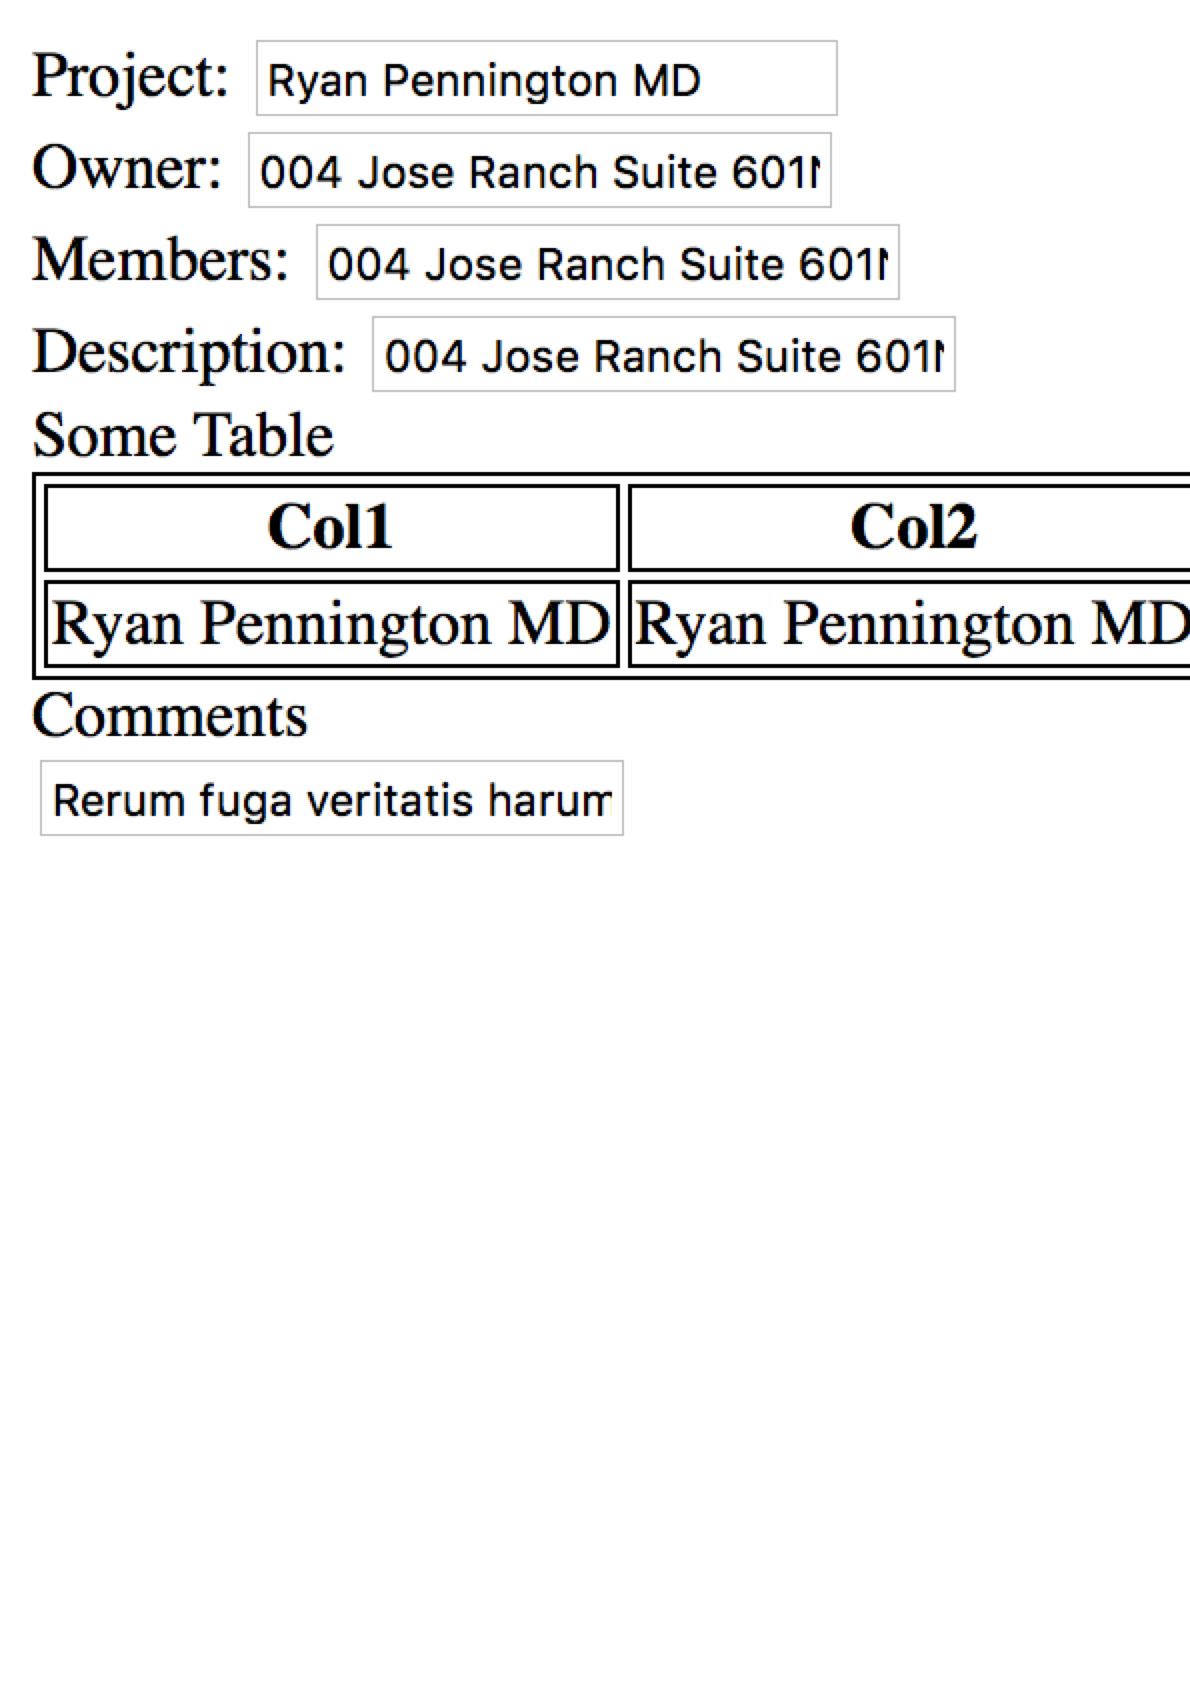 Project: Ryan Pennington MD
Owner: 004 Jose Ranch Suite 601
Members: 004 Jose Ranch Suite 601
Description: 004 Jose Ranch Suite 601
Some Table
Col1 Col2
Ryan Pennington MD Ryan Pennington MD
Comments
Rerum fuga veritatis harum